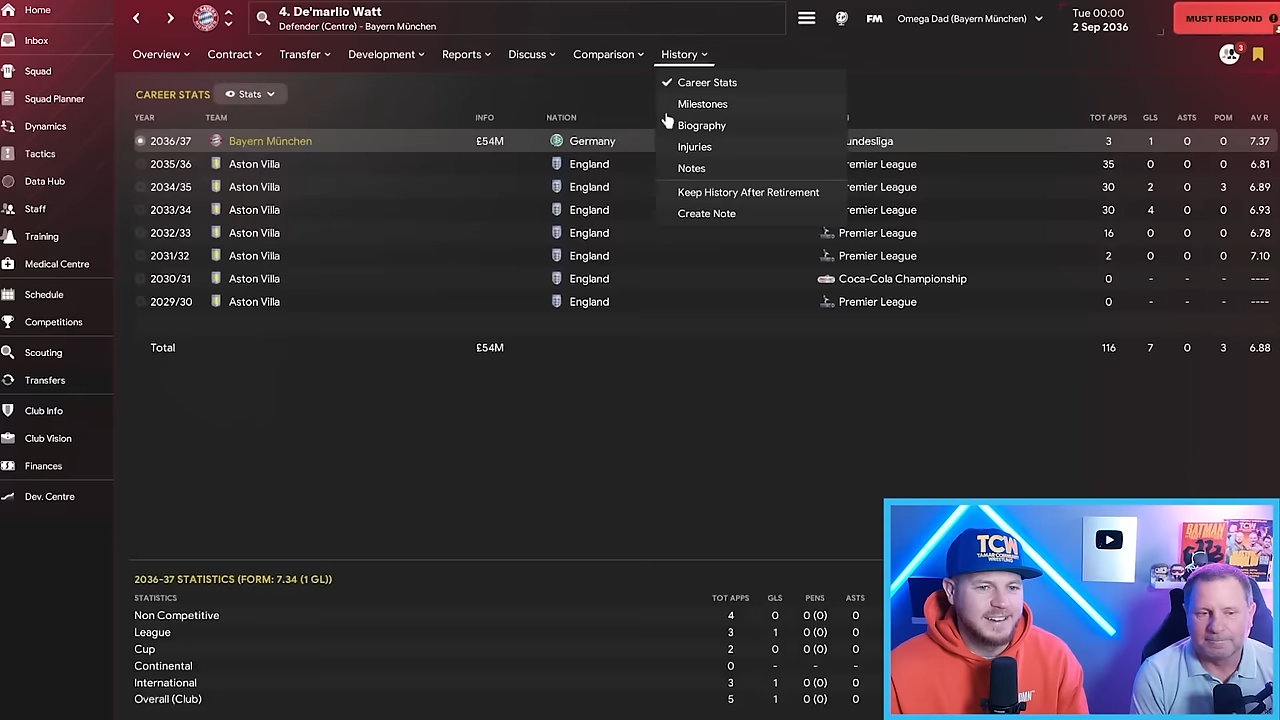 Home
Inbox
Squad
Squad Planner
Dynamics
Tactics
Data Hub
Staff
Training
Medical Centre
Schedule
Competitions
Scouting
Transfers
Club Info
Club Vision
Finances
Dev. Centre
4. De'marlio Watt
Defender (Centre) - Bayern München
FM
Omega Dad (Bayern München)
Tue 00:00
2 Sep 2036
MUST RESPOND
Overview Contract Transfer Development Reports Discuss Comparison History
3
Career Stats
Milestones
Biography
Injuries
Notes
Keep History After Retirement
Create Note
CAREER STATS Stats
YEAR TEAM INFO NATION TOT APPS GLS ASTS POM AV R
2036/37 Bayern München £54M Germany undesliga 3 1 0 0 7.37
2035/36 Aston Villa England remier League 35 0 0 0 6.81
2034/35 Aston Villa England remier League 30 2 0 3 6.89
2033/34 Aston Villa England remier League 30 4 0 0 6.93
2032/33 Aston Villa England Premier League 16 0 0 0 6.78
2031/32 Aston Villa England Premier League 2 0 0 0 7.10
2030/31 Aston Villa England Coca-Cola Championship 0 - - - ----
2029/30 Aston Villa England Premier League 0 - - - ----
Total £54M 116 7 0 3 6.88
2036-37 STATISTICS (FORM: 7.34 (1 GL))
STATISTICS TOT APPS GLS PENS ASTS
Non Competitive 4 0 0 (0) 0
League 3 1 0 (0) 0
Cup 2 0 0 (0) 0
Continental 0 - - -
International 3 1 0 (0) 0
Overall (Club) 5 1 0 (0) 0
TCW
TAMAR
WRESTLING
BATMAN